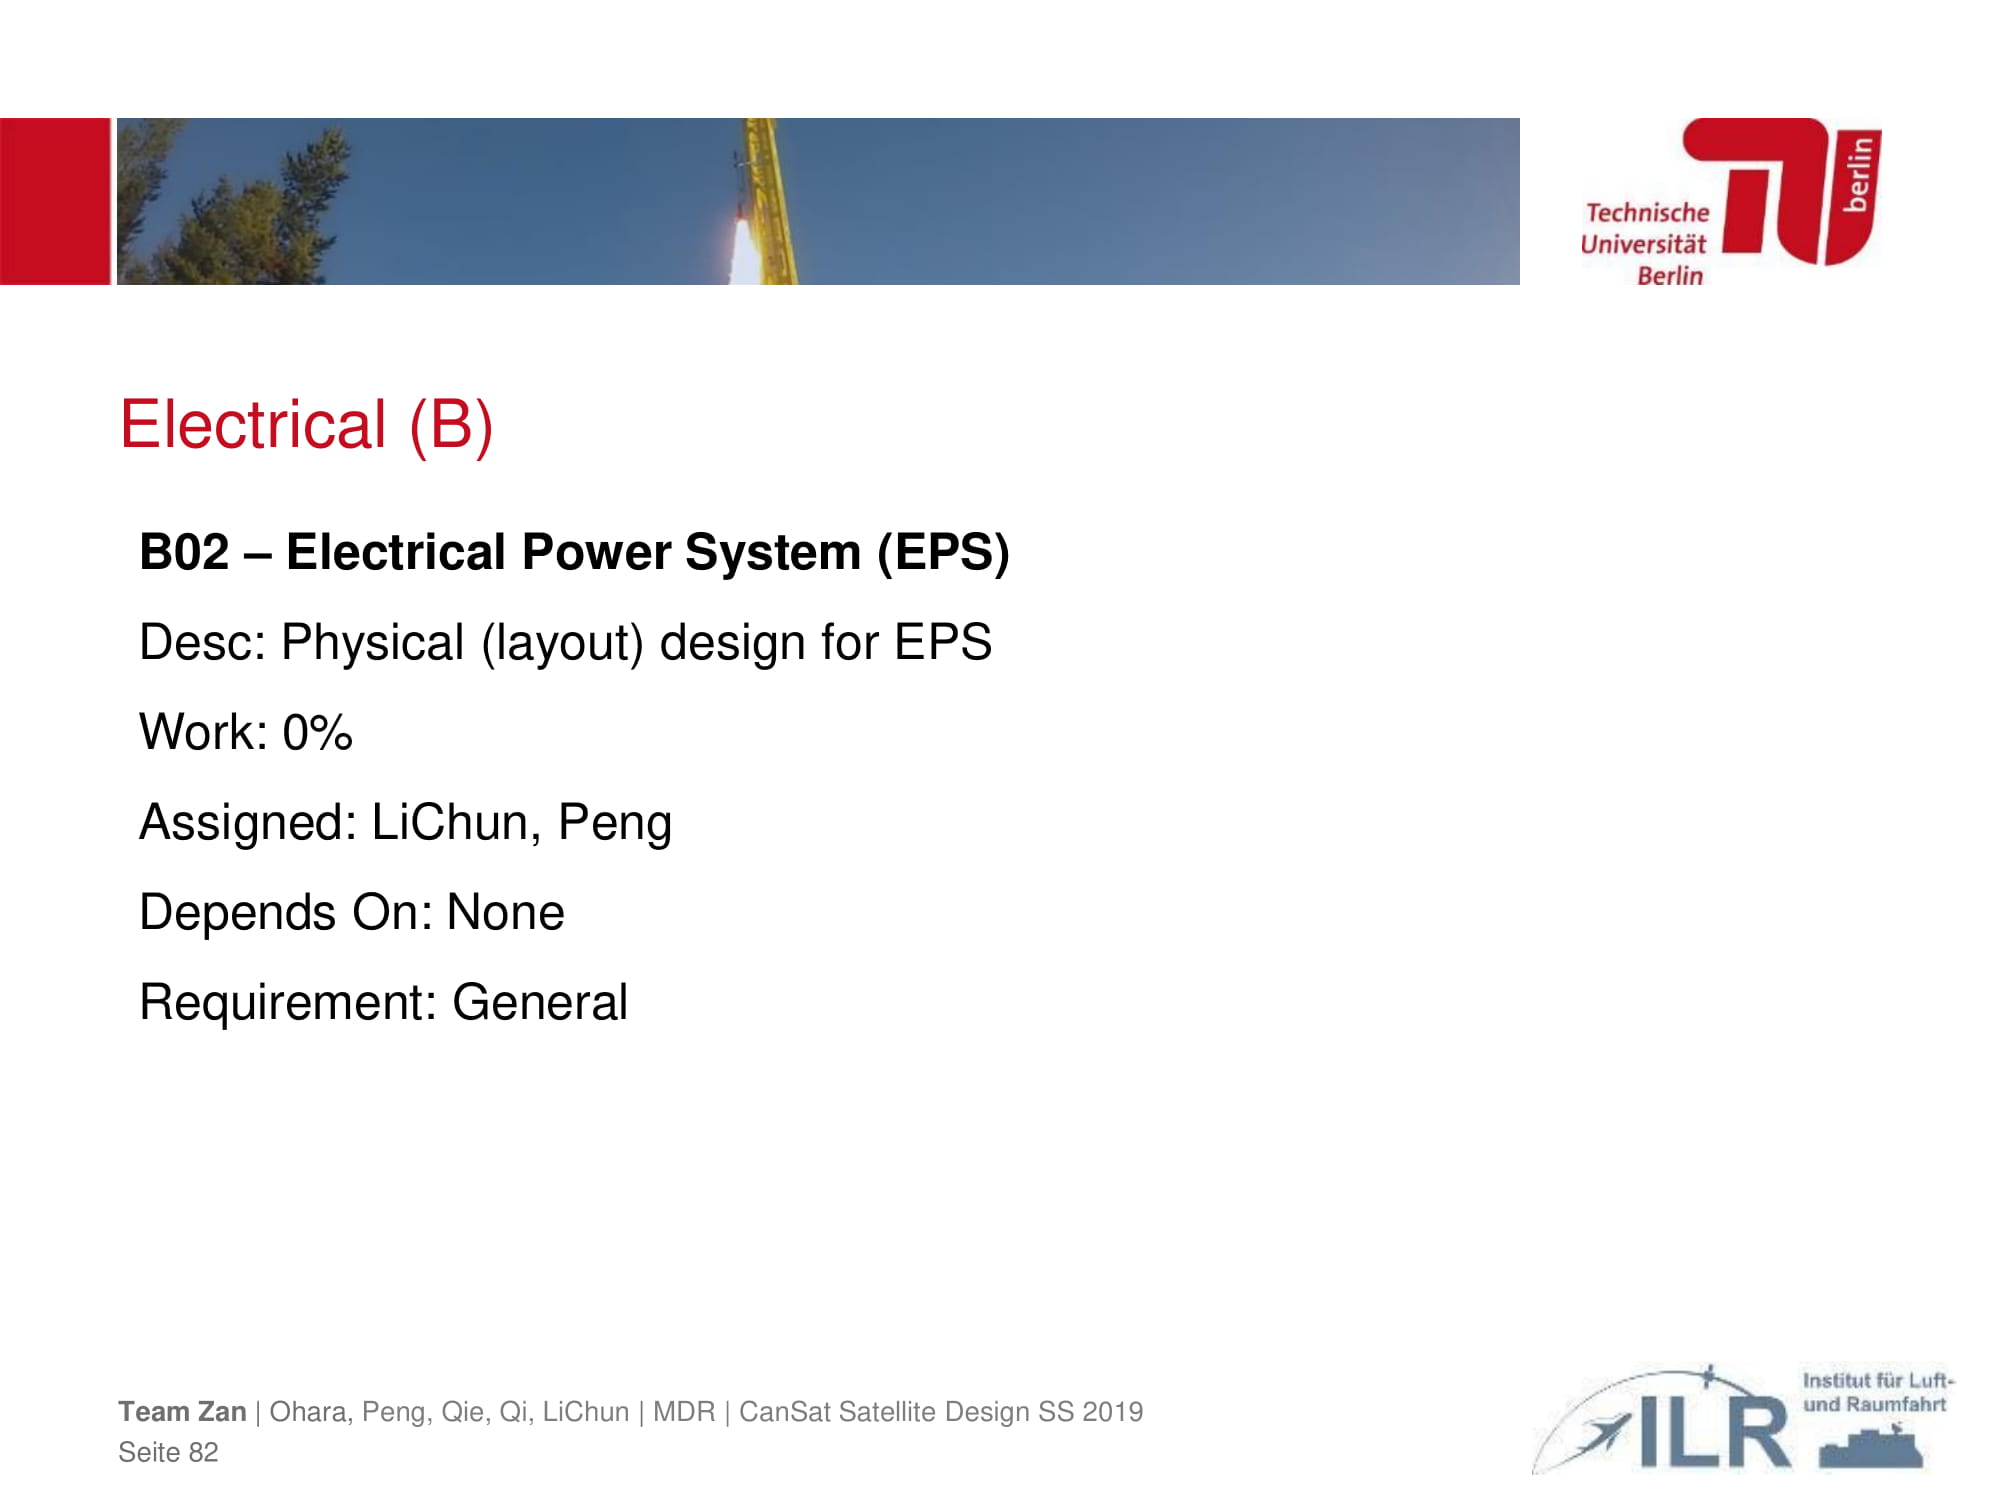 Technische
Universität
Berlin
berlin
Electrical (B)
B02 – Electrical Power System (EPS)
Desc: Physical (layout) design for EPS
Work: 0%
Assigned: LiChun, Peng
Depends On: None
Requirement: General
Team Zan | Ohara, Peng, Qie, Qi, LiChun | MDR | CanSat Satellite Design SS 2019
Seite 82
ILR
Institut für Luft-
und Raumfahrt